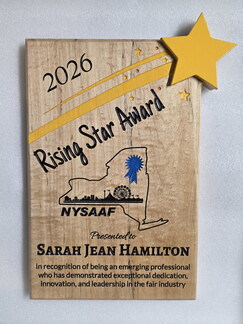 2026
Rising Star Award
NYSAAF
Presented to
SARAH JEAN HAMILTON
in recognition of being an emerging professional
who has demonstrated exceptional dedication,
innovation, and leadership in the fair industry